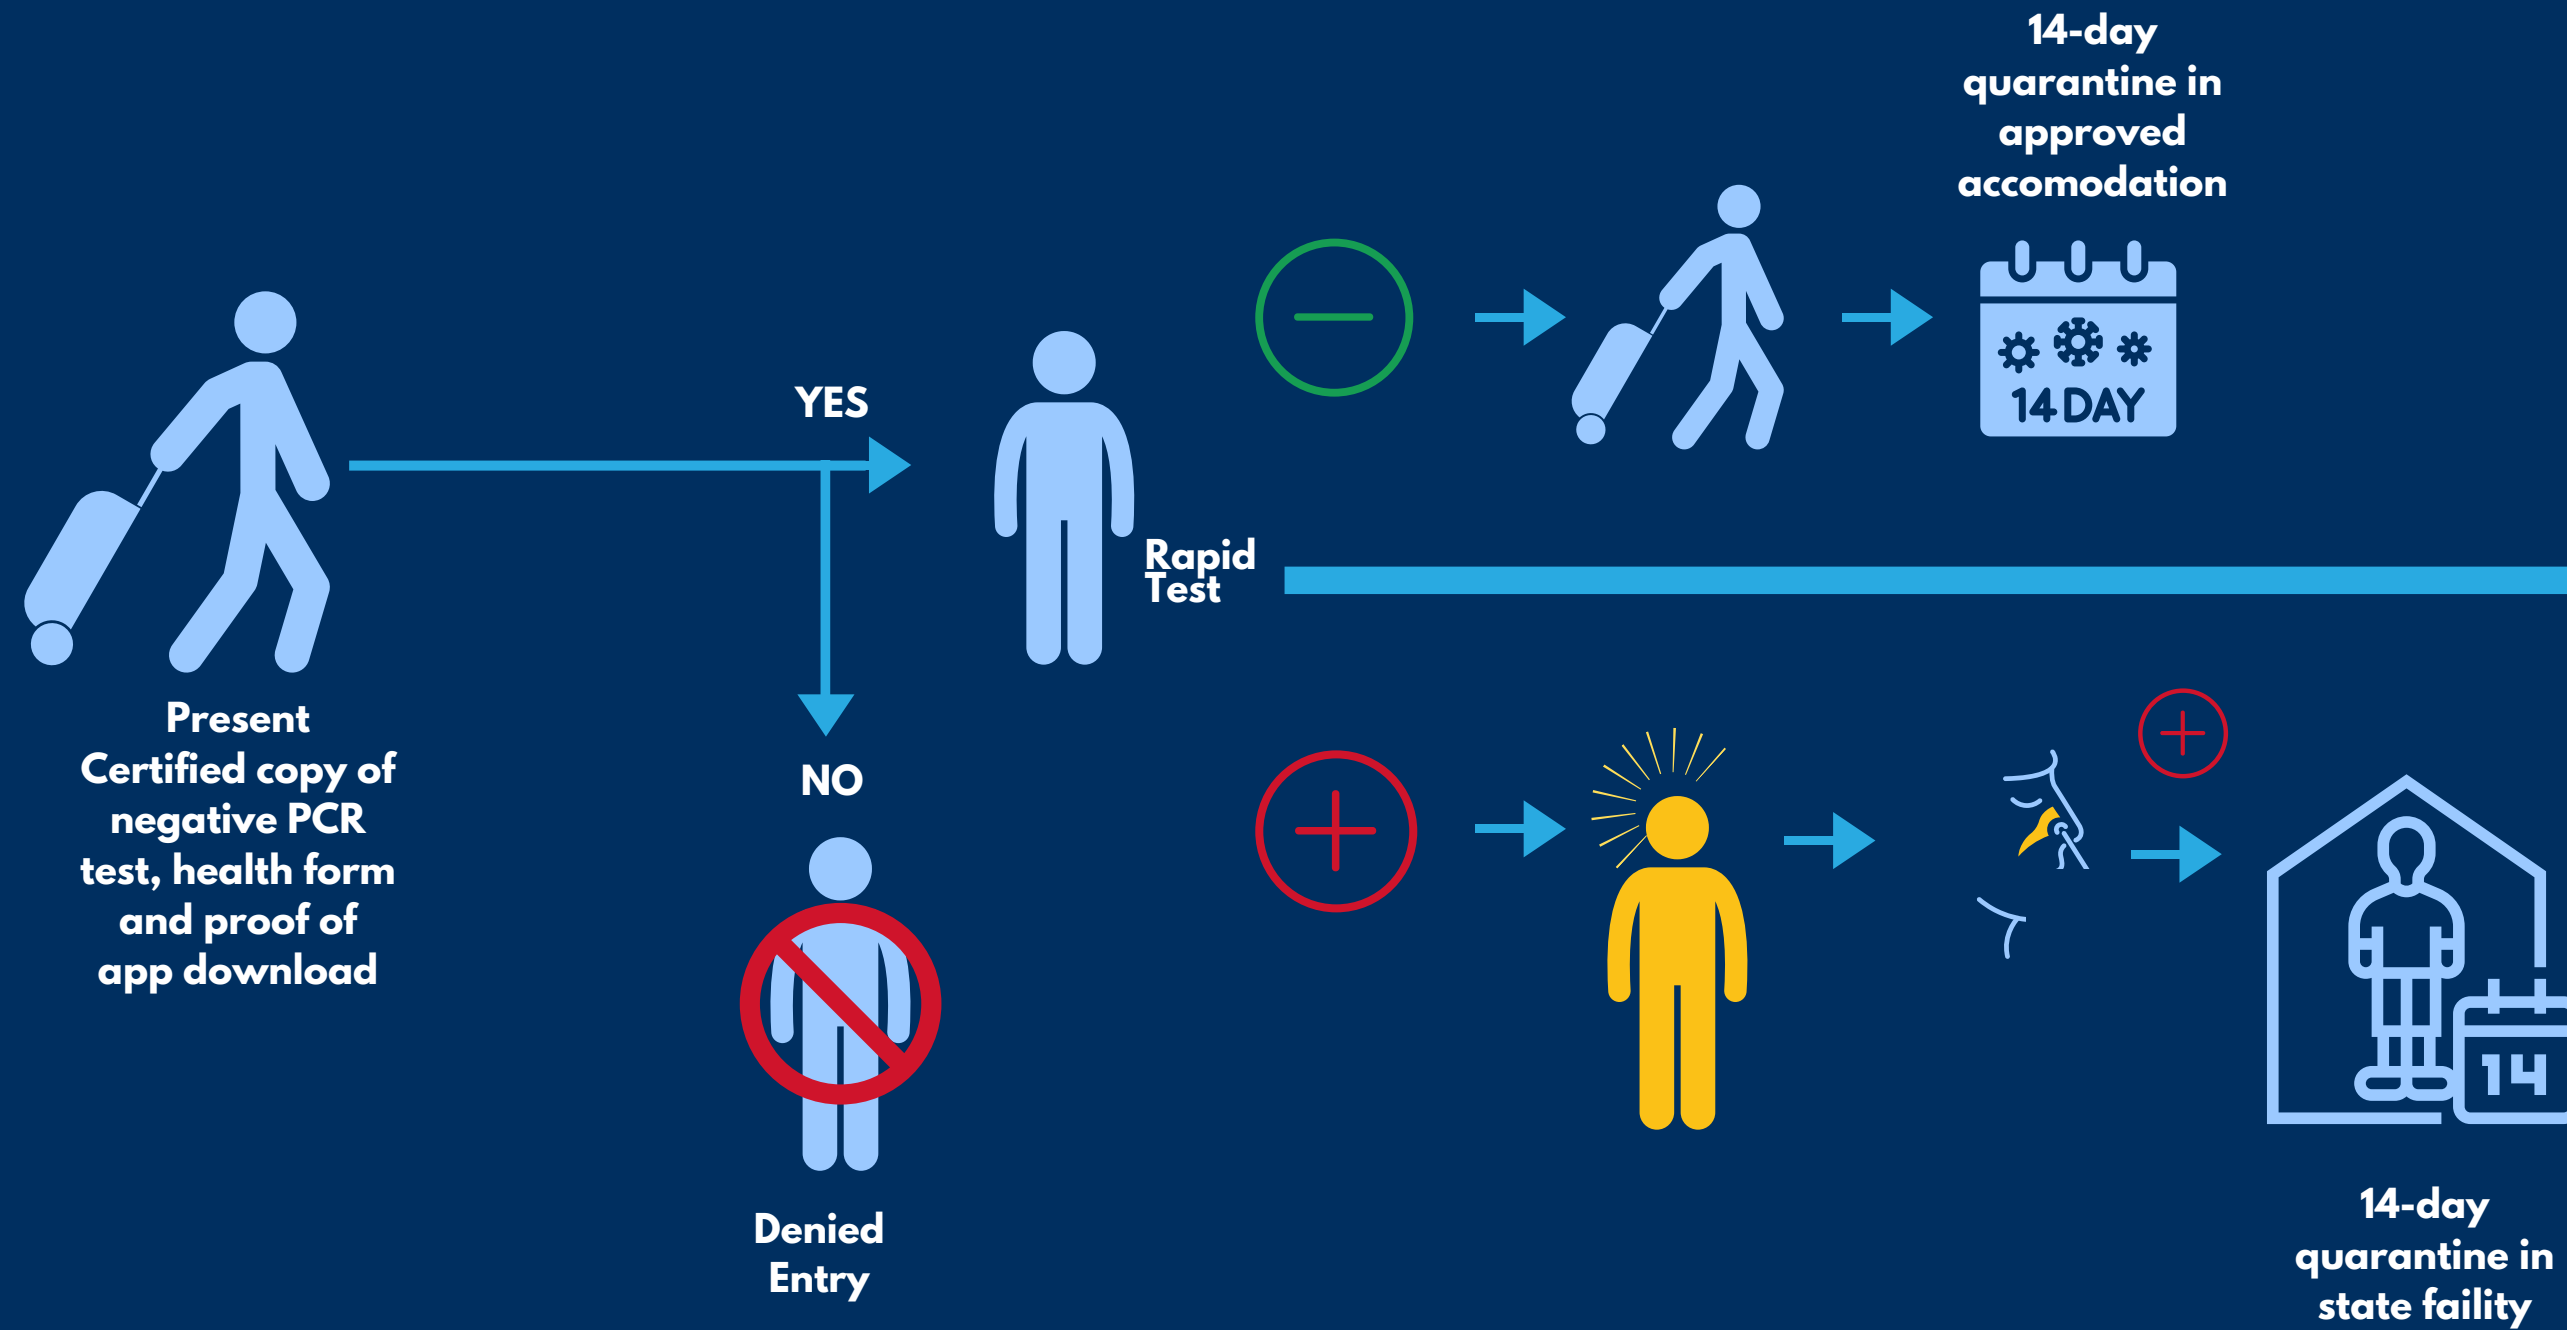 Present
Certified copy of
negative PCR
test, health form
and proof of
app download
YES
NO
Denied
Entry
Rapid
Test
14-day
quarantine in
approved
accomodation
14 DAY
14
14-day
quarantine in
state faility